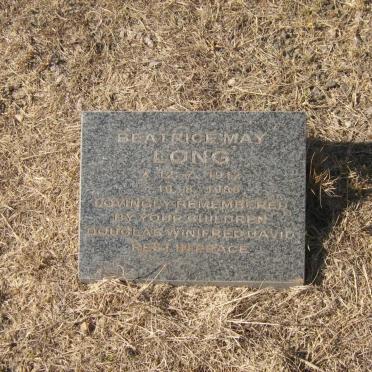 BEATRICE MAY
LONG
LOVINGLY REMEMBERED
BY YOUR CHILDREN
DOUGLAS WINIFRED DAVID
REST IN PEACE